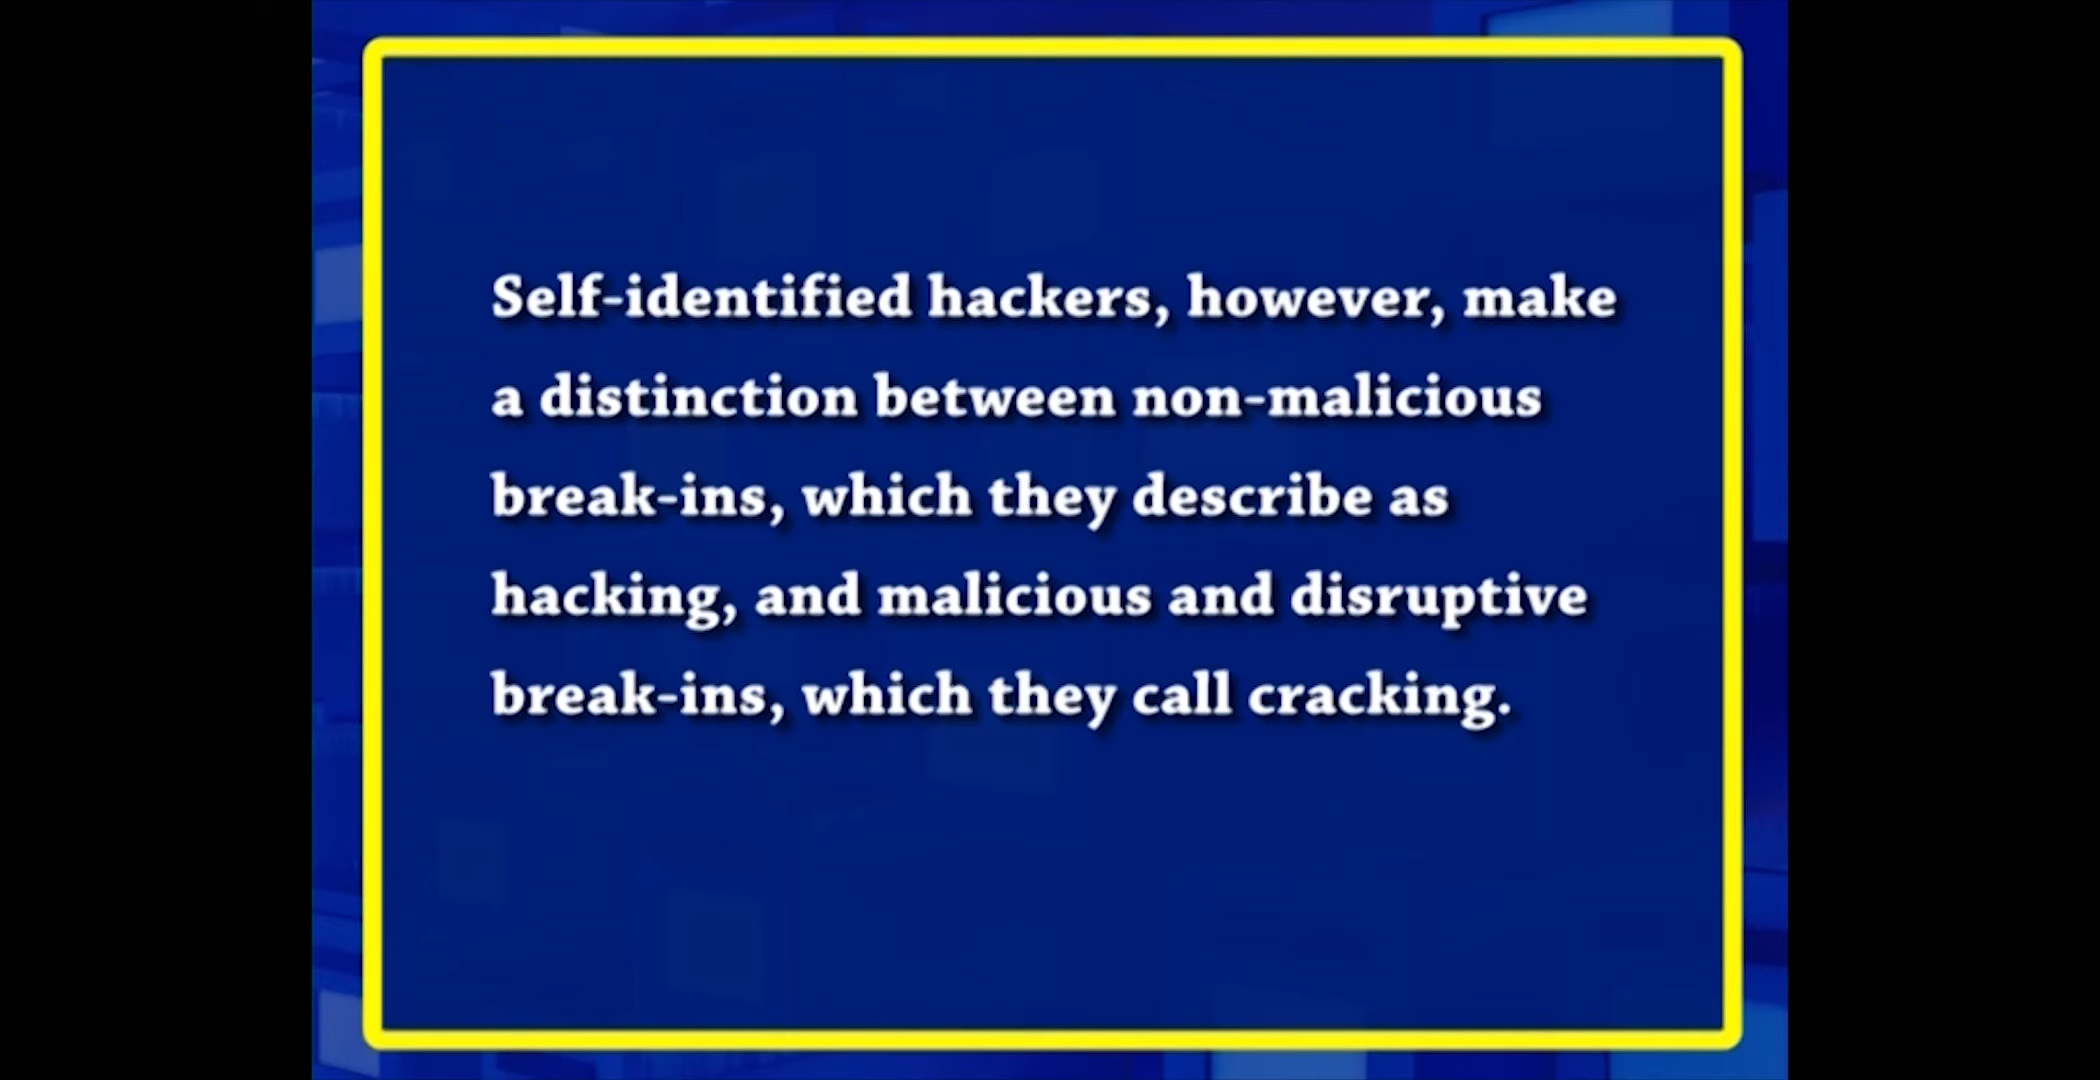 Self-identified hackers, however, make
a distinction between non-malicious
break-ins, which they describe as
hacking, and malicious and disruptive
break-ins, which they call cracking.